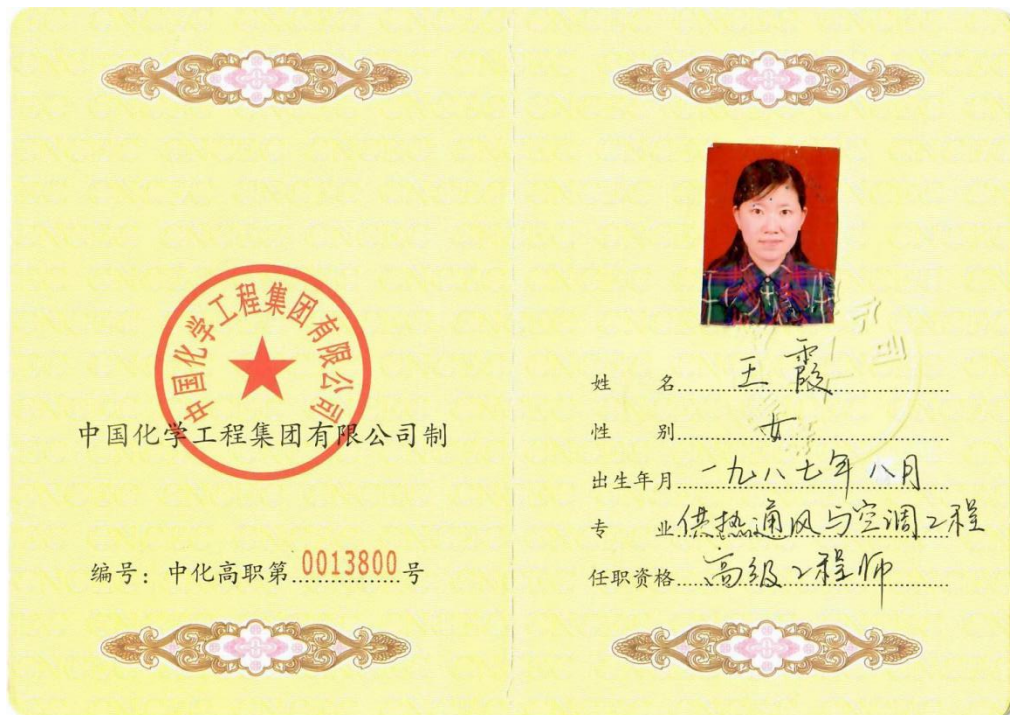 中国化学工程集团有限公司
中国化学工程集团有限公司制
编号：中化高职第0013800号
姓 名 王霞
性 别 女
出生年月 一九八七年八月
专 业 供热通风与空调工程
任职资格 高级工程师